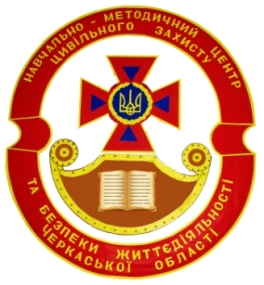 НАВЧАЛЬНО - МЕТОДИЧНИЙ ЦЕНТР
ЦИВІЛЬНОГО ЗАХИСТУ
ТА БЕЗПЕКИ ЖИТТЄДІЯЛЬНОСТІ
ЧЕРКАСЬКОЇ ОБЛАСТІ